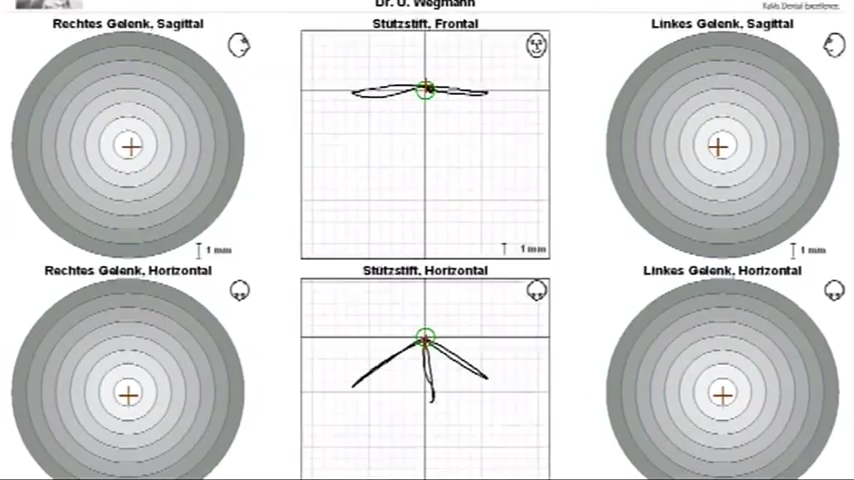 Dr. U. Wegmann
KaVo. Dental Excellence.
Rechtes Gelenk, Sagittal
Stützstift, Frontal
Linkes Gelenk, Sagittal
1 mm
1 mm
1 mm
Rechtes Gelenk, Horizontal
Stützstift, Horizontal
Linkes Gelenk, Horizontal